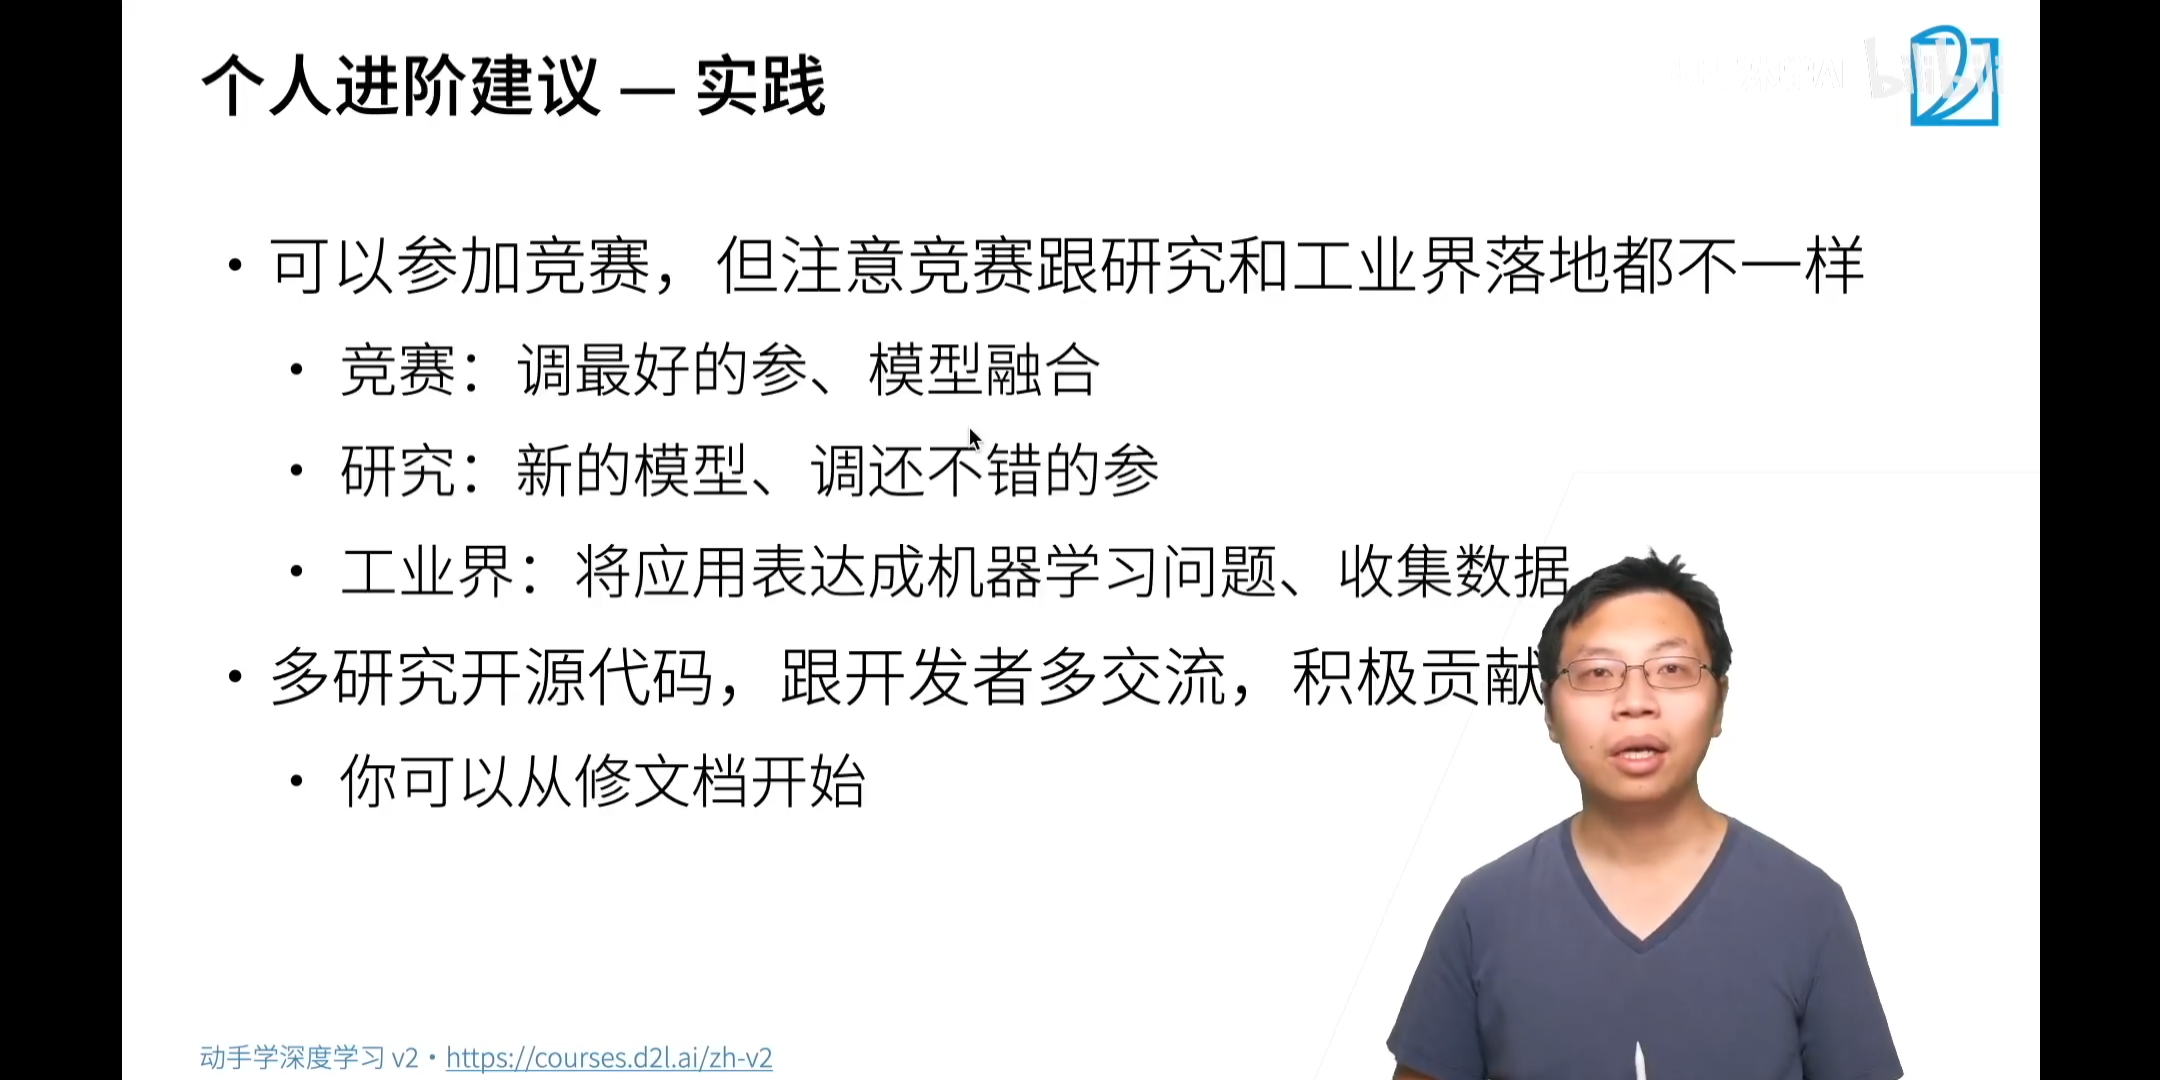 个人进阶建议 — 实践
bilibili
• 可以参加竞赛，但注意竞赛跟研究和工业界落地都不一样
• 竞赛：调最好的参、模型融合
• 研究：新的模型、调还不错的参
• 工业界：将应用表达成机器学习问题、收集数据
• 多研究开源代码，跟开发者多交流，积极贡献
• 你可以从修文档开始
动手学深度学习 v2 • https://courses.d2l.ai/zh-v2